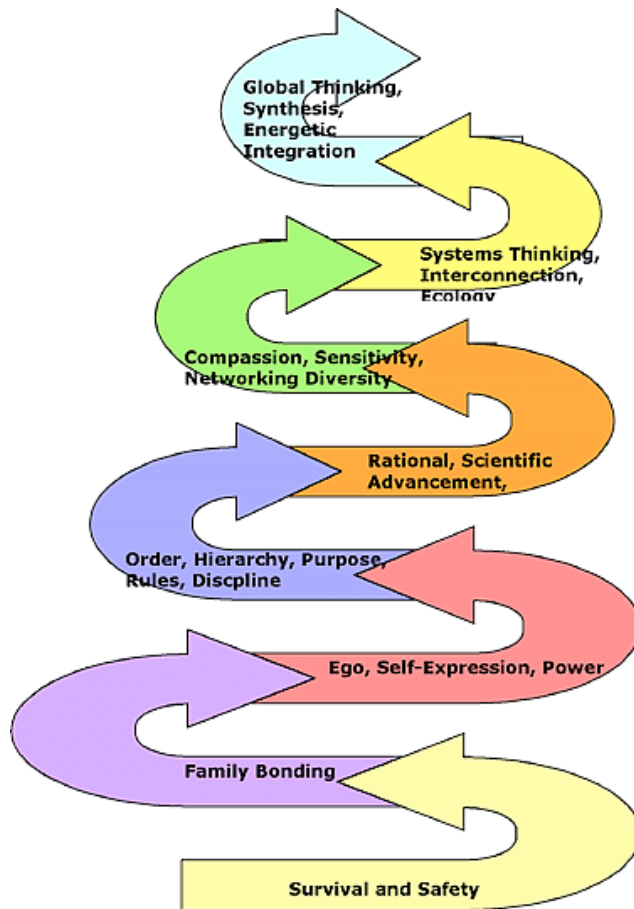 Global Thinking,
Synthesis,
Energetic
Integration
Systems Thinking,
Interconnection,
Ecology
Compassion, Sensitivity,
Networking Diversity
Rational, Scientific
Advancement,
Order, Hierarchy, Purpose,
Rules, Discpline
Ego, Self-Expression, Power
Family Bonding
Survival and Safety